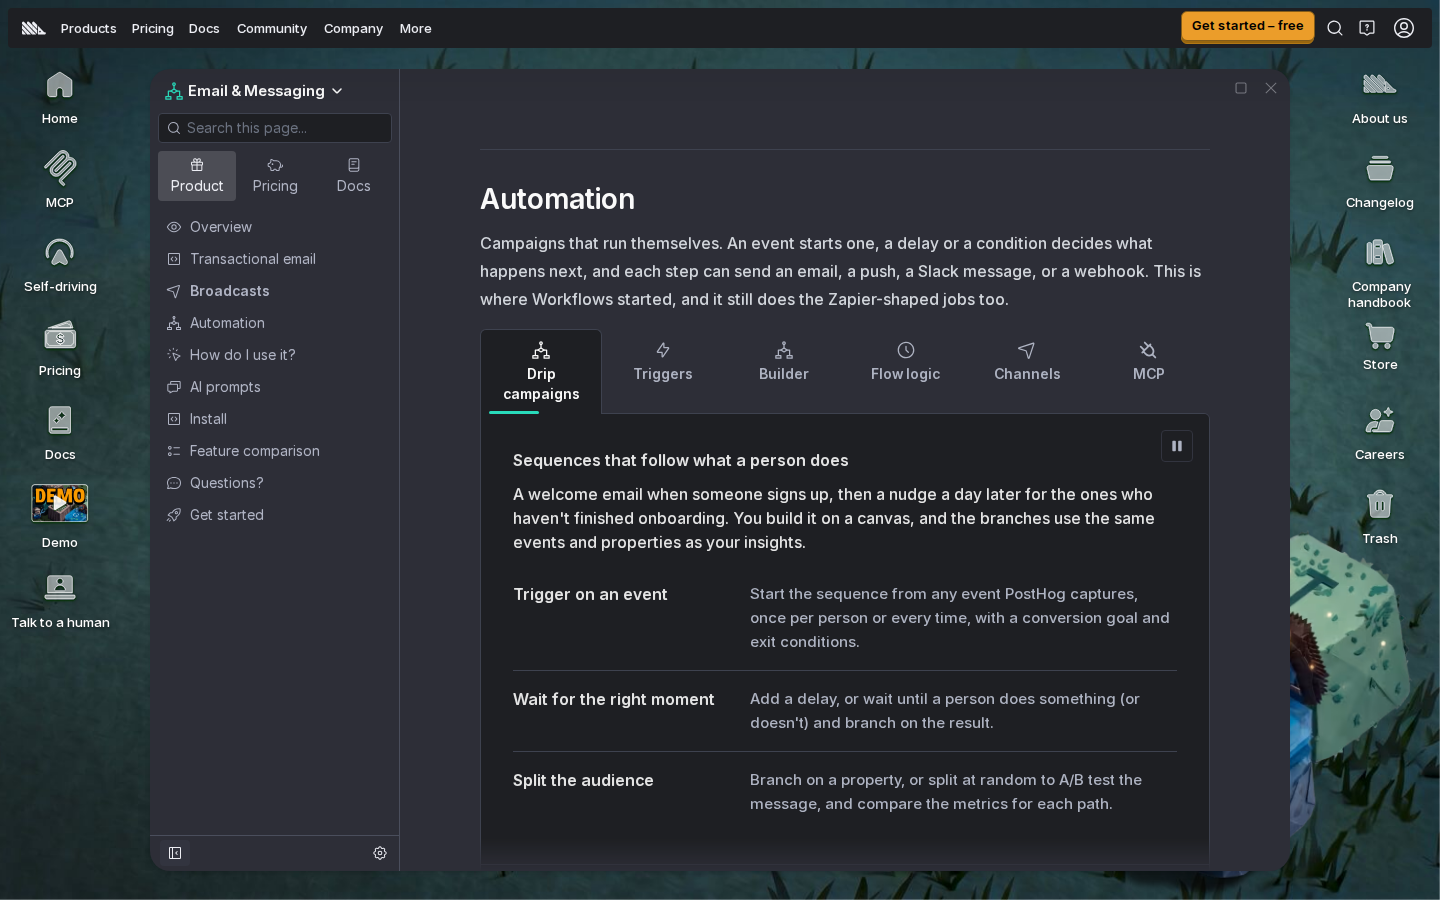 Products Pricing Docs Community Company More
Get started – free
Home
MCP
Self-driving
Pricing
Docs
DEMO
Demo
Talk to a human
Email & Messaging
Search this page...
Product Pricing Docs
Overview
Transactional email
Broadcasts
Automation
How do I use it?
AI prompts
Install
Feature comparison
Questions?
Get started
Automation
Campaigns that run themselves. An event starts one, a delay or a condition decides what
happens next, and each step can send an email, a push, a Slack message, or a webhook. This is
where Workflows started, and it still does the Zapier-shaped jobs too.
Drip
campaigns
Triggers
Builder
Flow logic
Channels
MCP
Sequences that follow what a person does
A welcome email when someone signs up, then a nudge a day later for the ones who
haven't finished onboarding. You build it on a canvas, and the branches use the same
events and properties as your insights.
Trigger on an event
Start the sequence from any event PostHog captures,
once per person or every time, with a conversion goal and
exit conditions.
Wait for the right moment
Add a delay, or wait until a person does something (or
doesn't) and branch on the result.
Split the audience
Branch on a property, or split at random to A/B test the
message, and compare the metrics for each path.
About us
Changelog
Company
handbook
Store
Careers
Trash